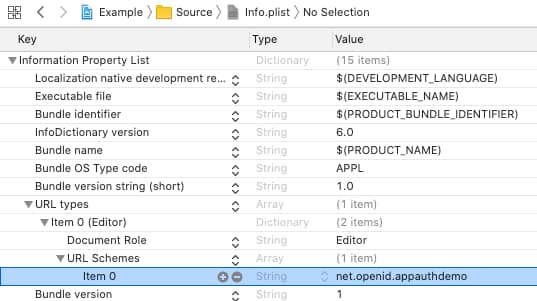 Example > Source > Info.plist > No Selection
Key Type Value
Information Property List Dictionary (15 items)
Localization native development re... String $(DEVELOPMENT_LANGUAGE)
Executable file String $(EXECUTABLE_NAME)
Bundle identifier String $(PRODUCT_BUNDLE_IDENTIFIER)
InfoDictionary version String 6.0
Bundle name String $(PRODUCT_NAME)
Bundle OS Type code String APPL
Bundle version string (short) String 1.0
URL types Array (1 item)
Item 0 (Editor) Dictionary (2 items)
Document Role String Editor
URL Schemes Array (1 item)
Item 0 String net.openid.appauthdemo
Bundle version String 1